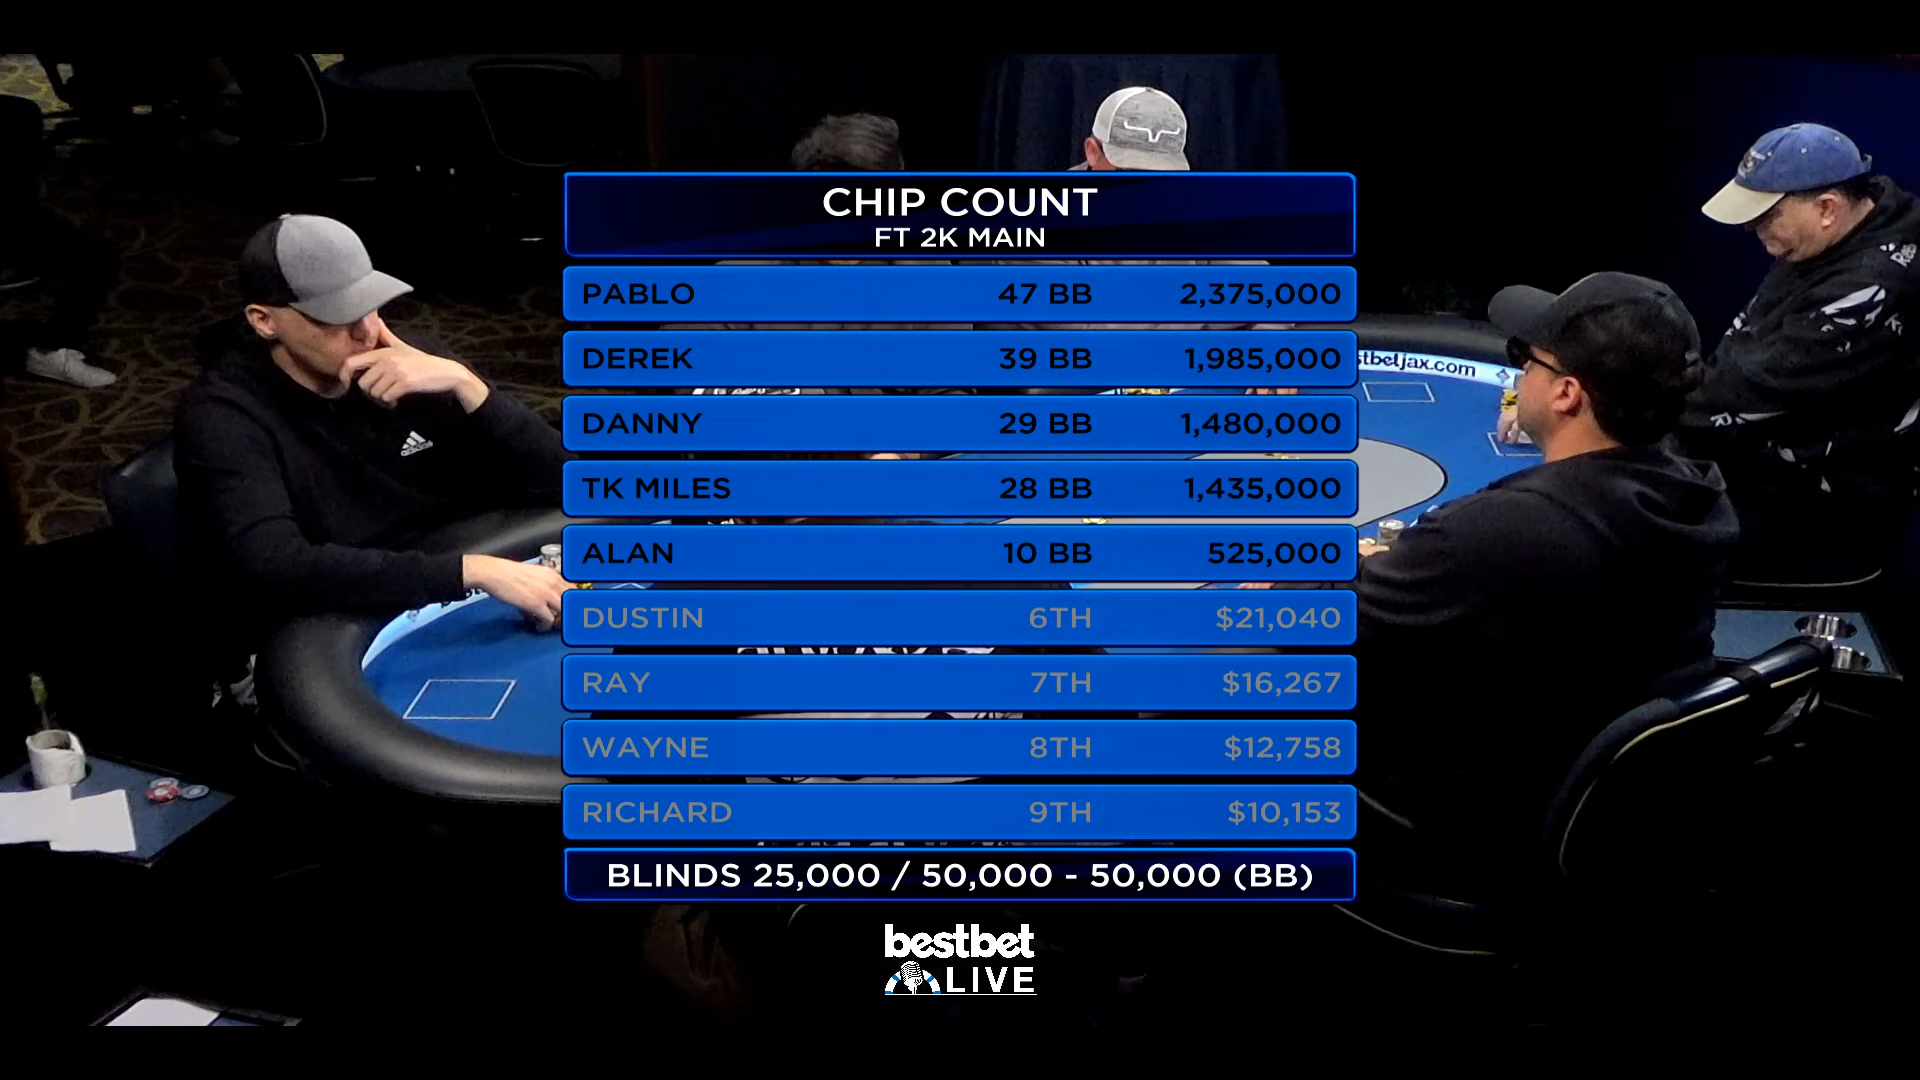 CHIP COUNT
FT 2K MAIN
PABLO 47 BB 2,375,000
DEREK 39 BB 1,985,000
DANNY 29 BB 1,480,000
TK MILES 28 BB 1,435,000
ALAN 10 BB 525,000
DUSTIN 6TH $21,040
RAY 7TH $16,267
WAYNE 8TH $12,758
RICHARD 9TH $10,153
BLINDS 25,000 / 50,000 - 50,000 (BB)
bestbet
LIVE
adidas
stbetjax.com